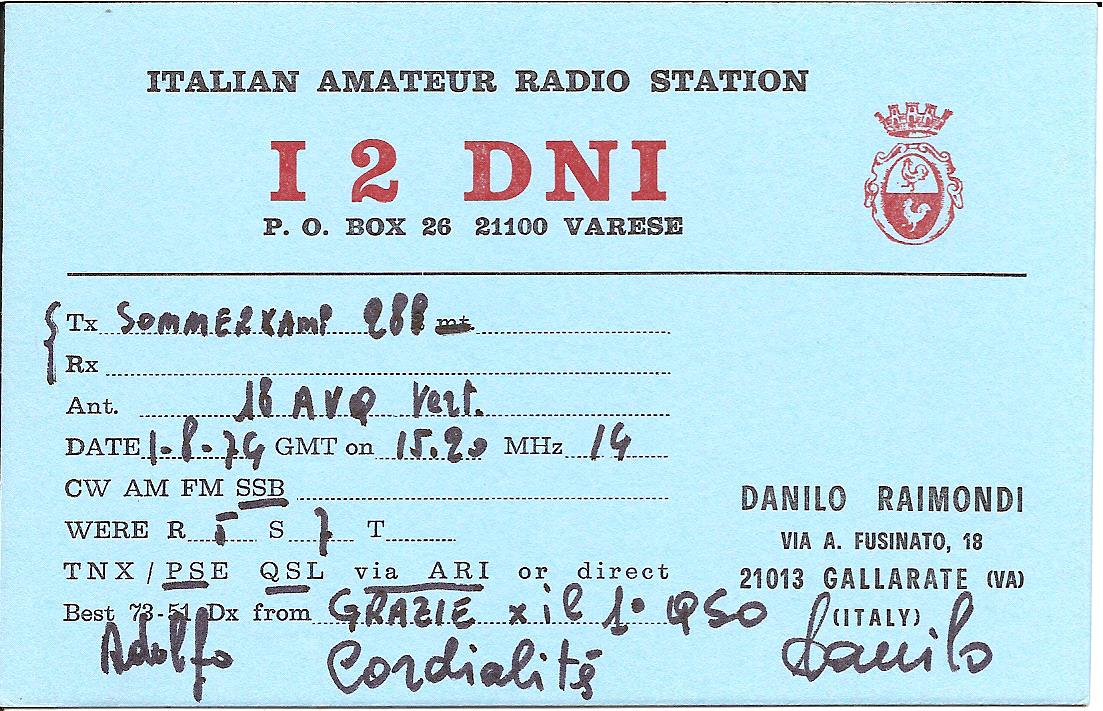 ITALIAN AMATEUR RADIO STATION
I 2 DNI
P. O. BOX 26 21100 VARESE
Tx SOMMERKAMP 288 mt
Rx
Ant. 18 AVQ Vert.
DATE 1-8-74 GMT on 15.20 MHz 14
CW AM FM SSB
WERE R 5 S 7 T
TNX / PSE QSL via ARI or direct
Best 73-51 Dx from GRAZIE x il 1° QSO
Adolfo Cordialità
DANILO RAIMONDI
VIA A. FUSINATO, 18
21013 GALLARATE (VA)
(ITALY)
Danilo